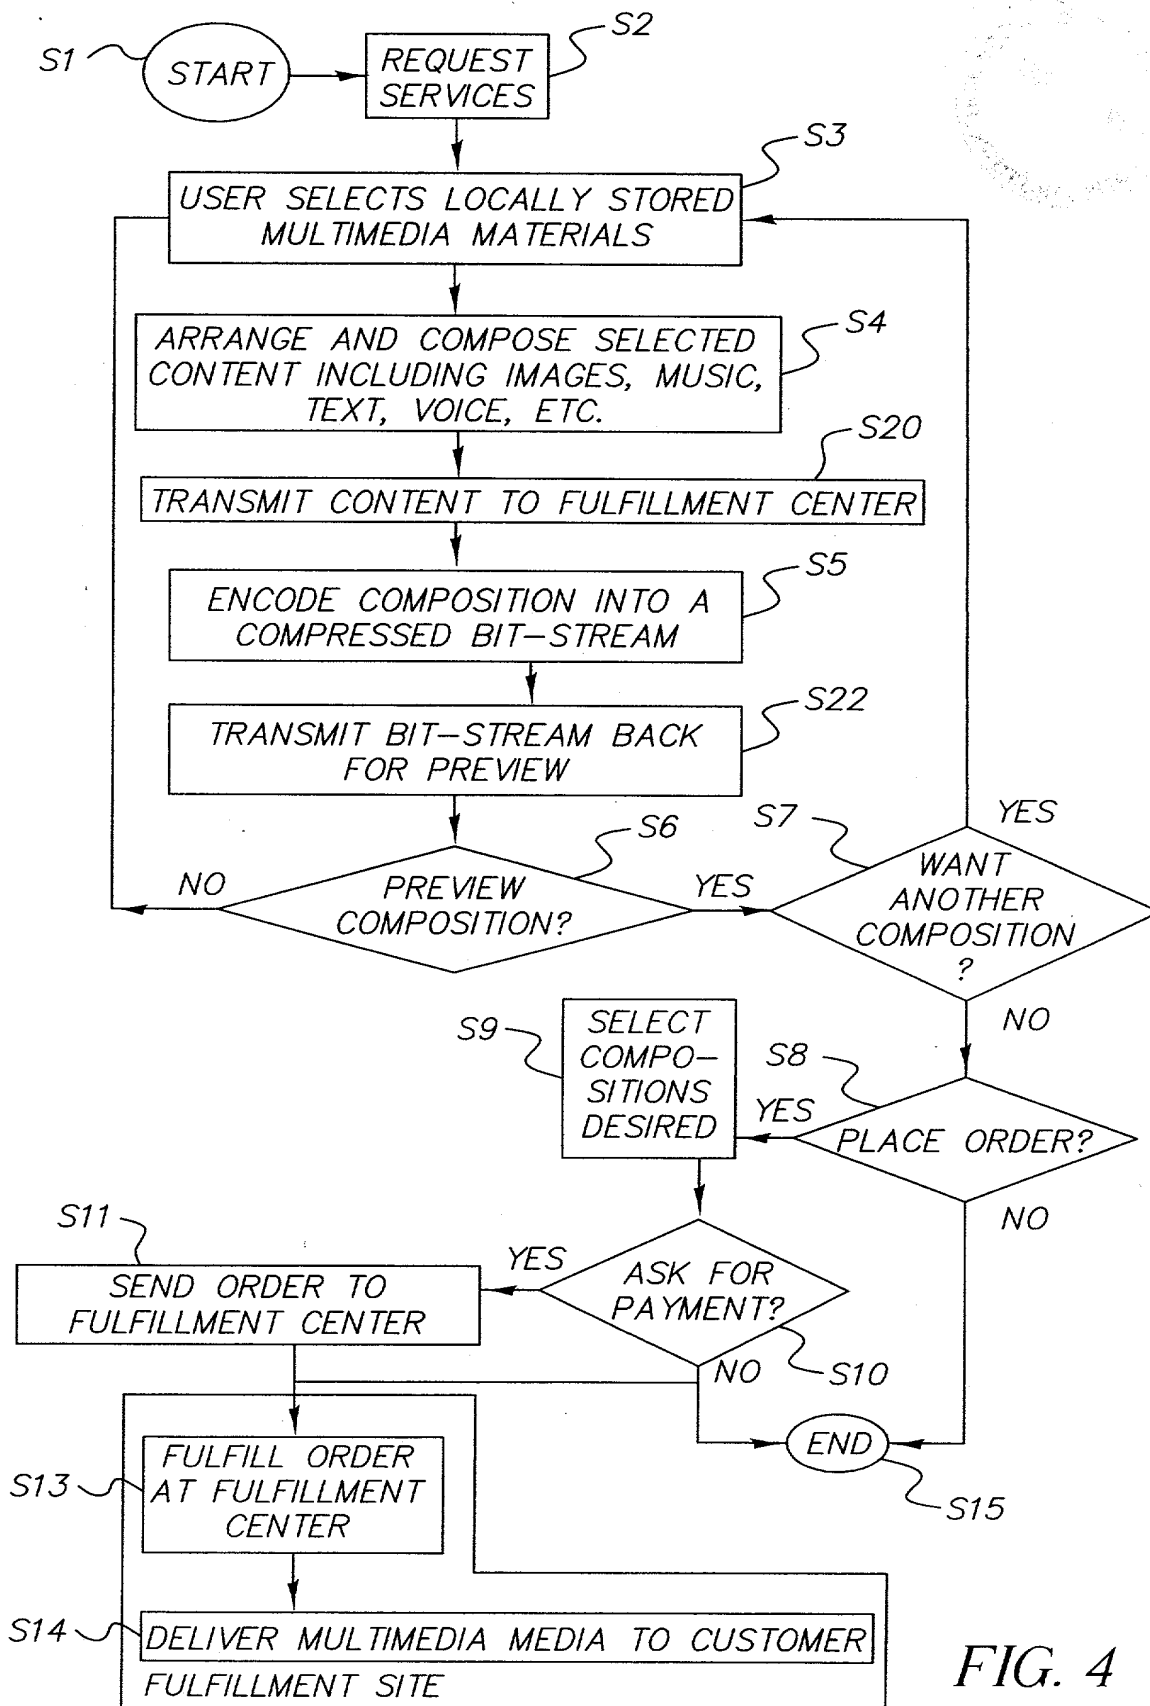 S1
START
REQUEST
SERVICES
S2
S3
USER SELECTS LOCALLY STORED
MULTIMEDIA MATERIALS
S4
ARRANGE AND COMPOSE SELECTED
CONTENT INCLUDING IMAGES, MUSIC,
TEXT, VOICE, ETC.
S20
TRANSMIT CONTENT TO FULFILLMENT CENTER
S5
ENCODE COMPOSITION INTO A
COMPRESSED BIT-STREAM
S22
TRANSMIT BIT-STREAM BACK
FOR PREVIEW
S6
PREVIEW
COMPOSITION?
NO
YES
S7
YES
WANT
ANOTHER
COMPOSITION
?
NO
S8
PLACE ORDER?
YES
NO
S9
SELECT
COMPO-
SITIONS
DESIRED
ASK FOR
PAYMENT?
YES
NO
S10
S11
SEND ORDER TO
FULFILLMENT CENTER
END
S15
S13
FULFILL ORDER
AT FULFILLMENT
CENTER
S14
DELIVER MULTIMEDIA MEDIA TO CUSTOMER
FULFILLMENT SITE
FIG. 4